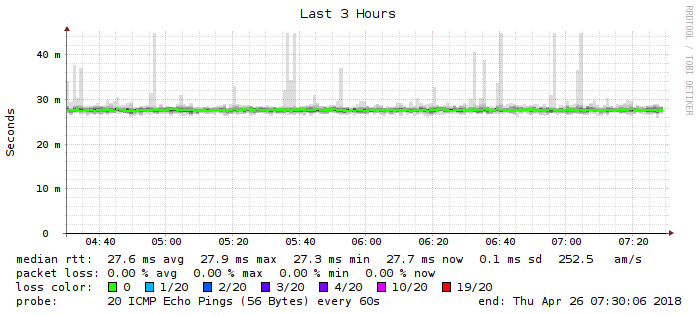 Last 3 Hours
RRDTOOL / TOBI OETIKER
Seconds
40 m
30 m
20 m
10 m
0
04:40 05:00 05:20 05:40 06:00 06:20 06:40 07:00 07:20
median rtt: 27.6 ms avg 27.9 ms max 27.3 ms min 27.7 ms now 0.1 ms sd 252.5 am/s
packet loss: 0.00 % avg 0.00 % max 0.00 % min 0.00 % now
loss color: 0 1/20 2/20 3/20 4/20 10/20 19/20
probe: 20 ICMP Echo Pings (56 Bytes) every 60s end: Thu Apr 26 07:30:06 2018